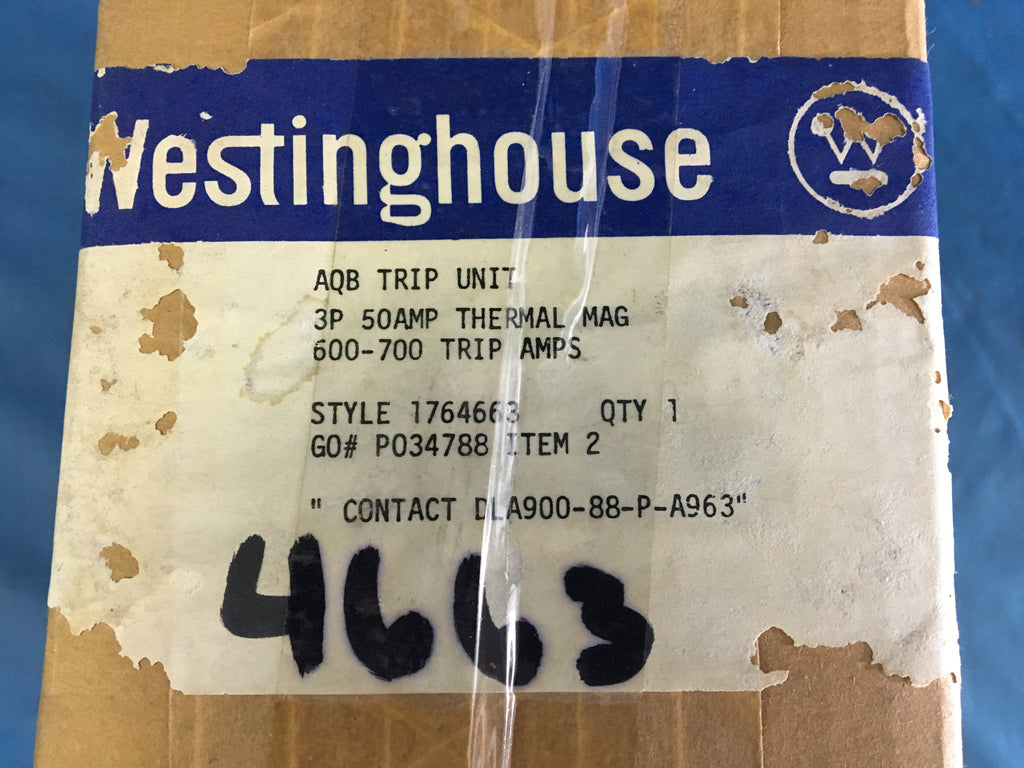 Westinghouse
W
AQB TRIP UNIT
3P 50AMP THERMAL MAG
600-700 TRIP AMPS
STYLE 1764663 QTY 1
GO# PO34788 ITEM 2
" CONTACT DLA900-88-P-A963"
4663